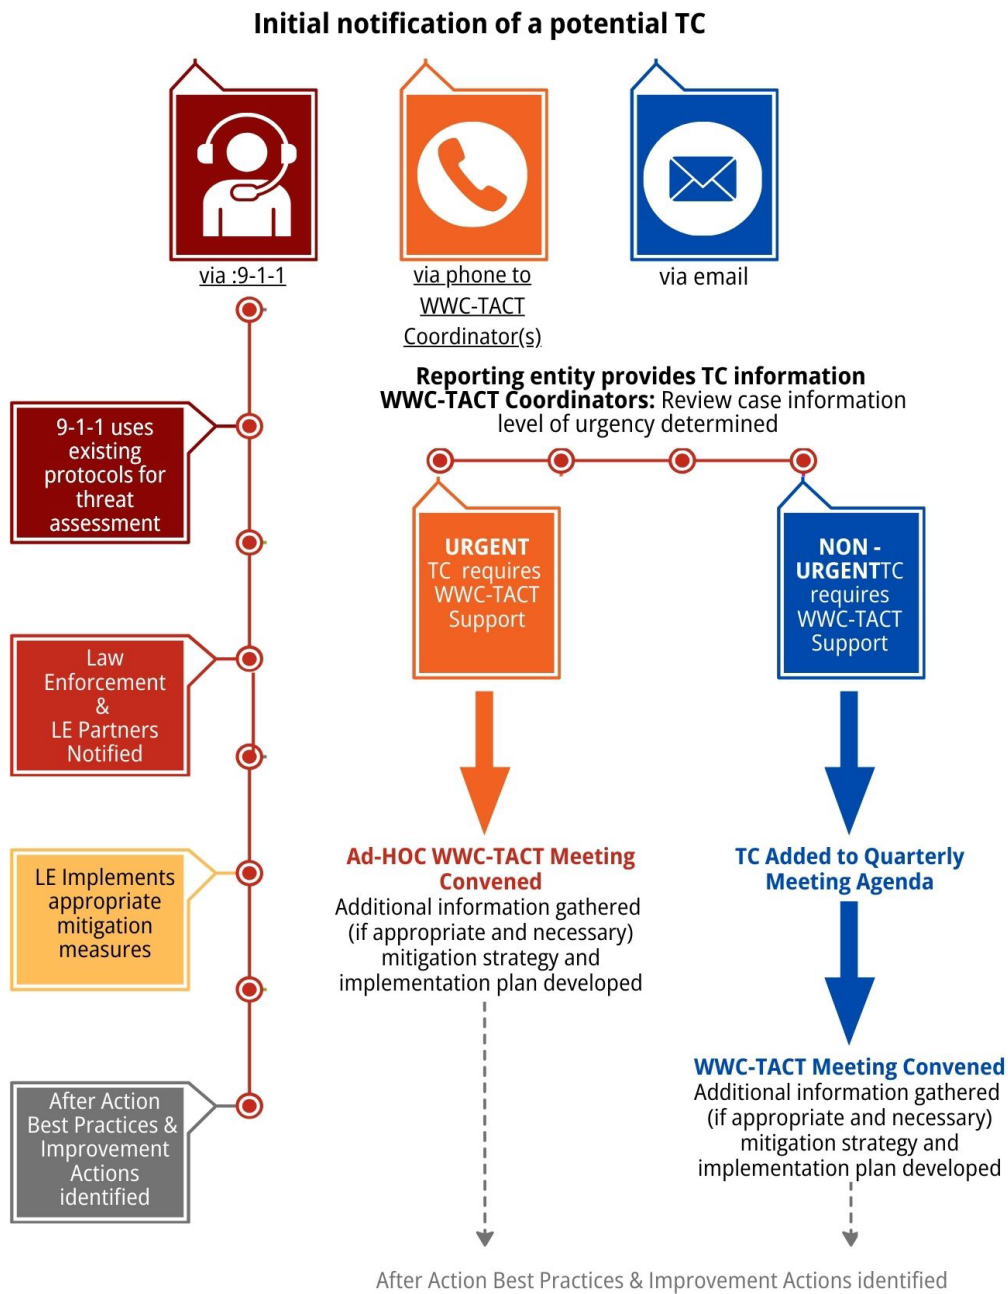 Initial notification of a potential TC
via :9-1-1
via phone to
WWC-TACT
Coordinator(s)
via email
Reporting entity provides TC information
WWC-TACT Coordinators: Review case information
level of urgency determined
9-1-1 uses
existing
protocols for
threat
assessment
Law
Enforcement
&
LE Partners
Notified
LE Implements
appropriate
mitigation
measures
After Action
Best Practices &
Improvement
Actions
identified
URGENT
TC requires
WWC-TACT
Support
Ad-HOC WWC-TACT Meeting
Convened
Additional information gathered
(if appropriate and necessary)
mitigation strategy and
implementation plan developed
NON -
URGENTTC
requires
WWC-TACT
Support
TC Added to Quarterly
Meeting Agenda
WWC-TACT Meeting Convened
Additional information gathered
(if appropriate and necessary)
mitigation strategy and
implementation plan developed
After Action Best Practices & Improvement Actions identified